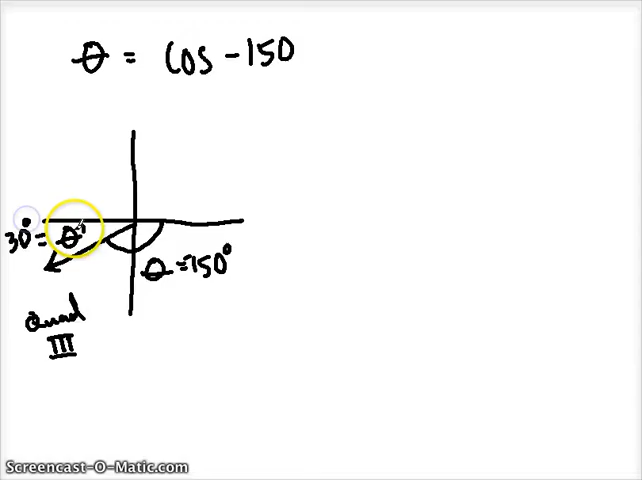 θ = cos -150
30° = θ'
θ = -150°
Quad
III
Screencast-O-Matic.com